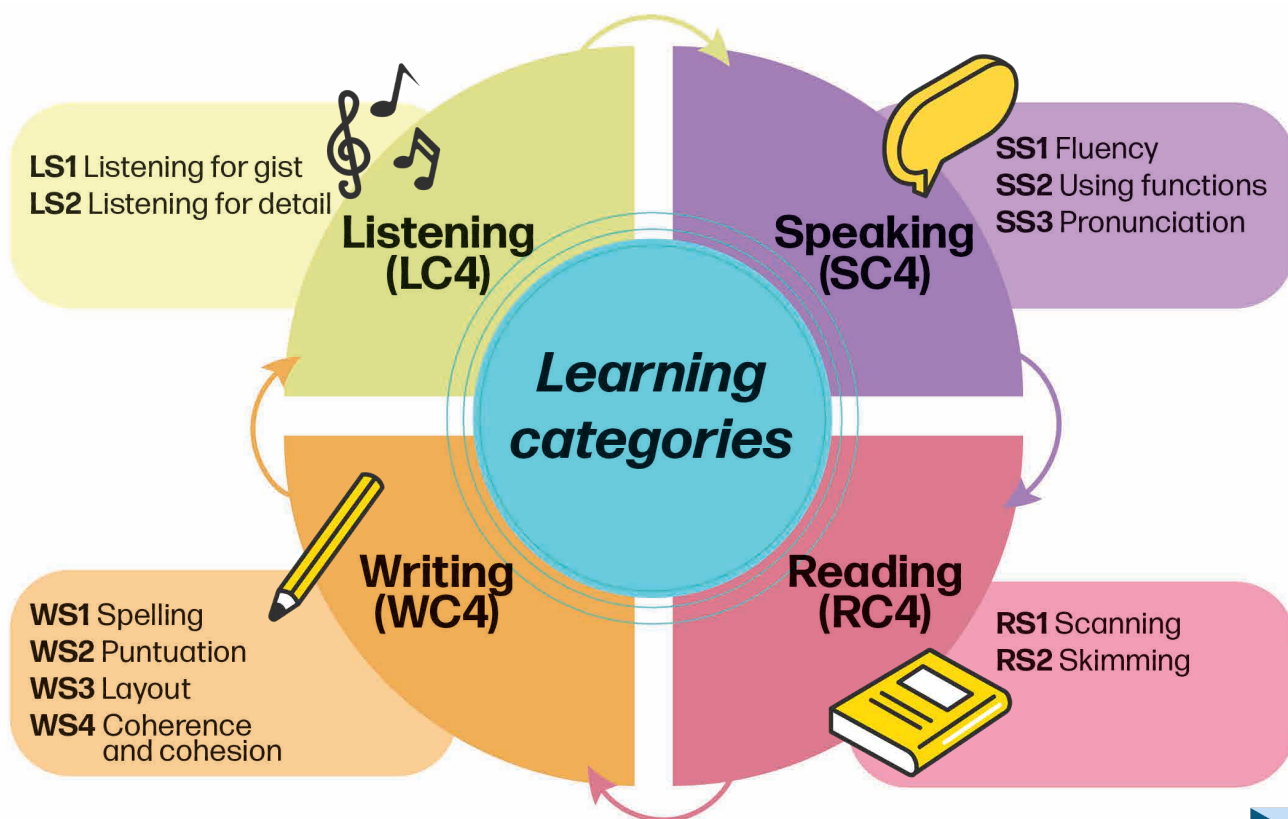 LS1 Listening for gist
LS2 Listening for detail
Listening
(LC4)
Speaking
(SC4)
SS1 Fluency
SS2 Using functions
SS3 Pronunciation
Learning
categories
Writing
(WC4)
WS1 Spelling
WS2 Puntuation
WS3 Layout
WS4 Coherence
and cohesion
Reading
(RC4)
RS1 Scanning
RS2 Skimming